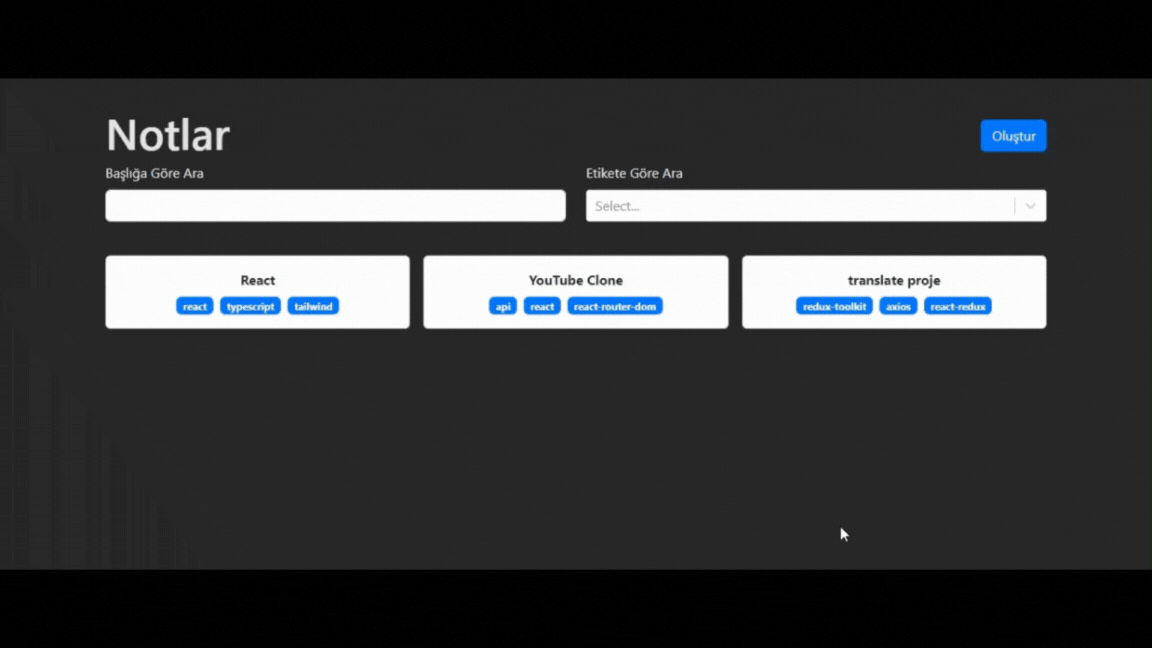 Notlar
Oluştur
Başlığa Göre Ara
Etikete Göre Ara
Select...
React
react typescript tailwind
YouTube Clone
api react react-router-dom
translate proje
redux-toolkit axios react-redux